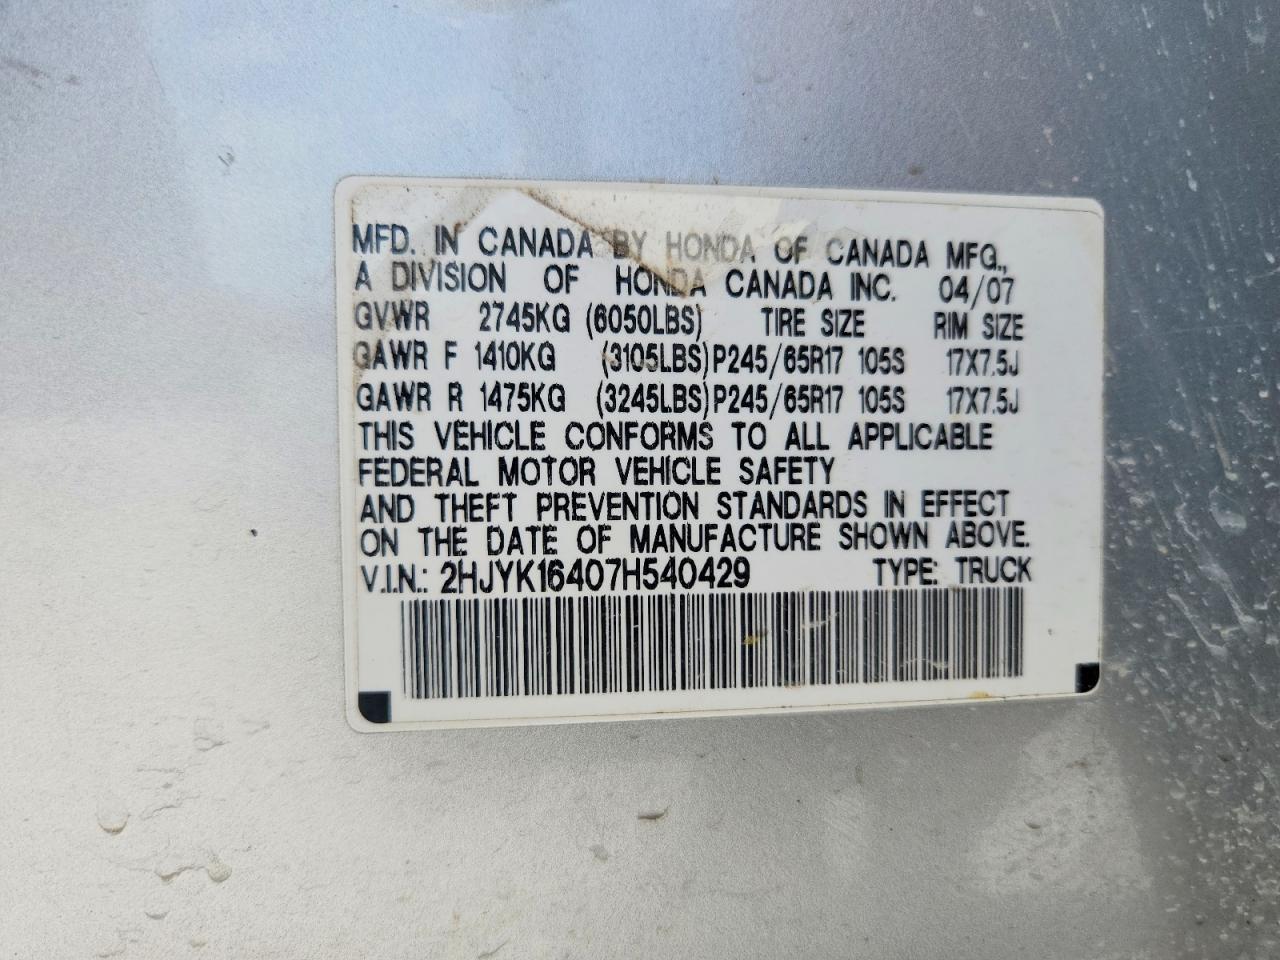 MFD. IN CANADA BY HONDA OF CANADA MFG.,
A DIVISION OF HONDA CANADA INC. 04/07
GVWR 2745KG (6050LBS) TIRE SIZE RIM SIZE
GAWR F 1410KG (3105LBS) P245/65R17 105S 17X7.5J
GAWR R 1475KG (3245LBS) P245/65R17 105S 17X7.5J
THIS VEHICLE CONFORMS TO ALL APPLICABLE
FEDERAL MOTOR VEHICLE SAFETY
AND THEFT PREVENTION STANDARDS IN EFFECT
ON THE DATE OF MANUFACTURE SHOWN ABOVE.
V.I.N.: 2HJYK16407H540429 TYPE: TRUCK